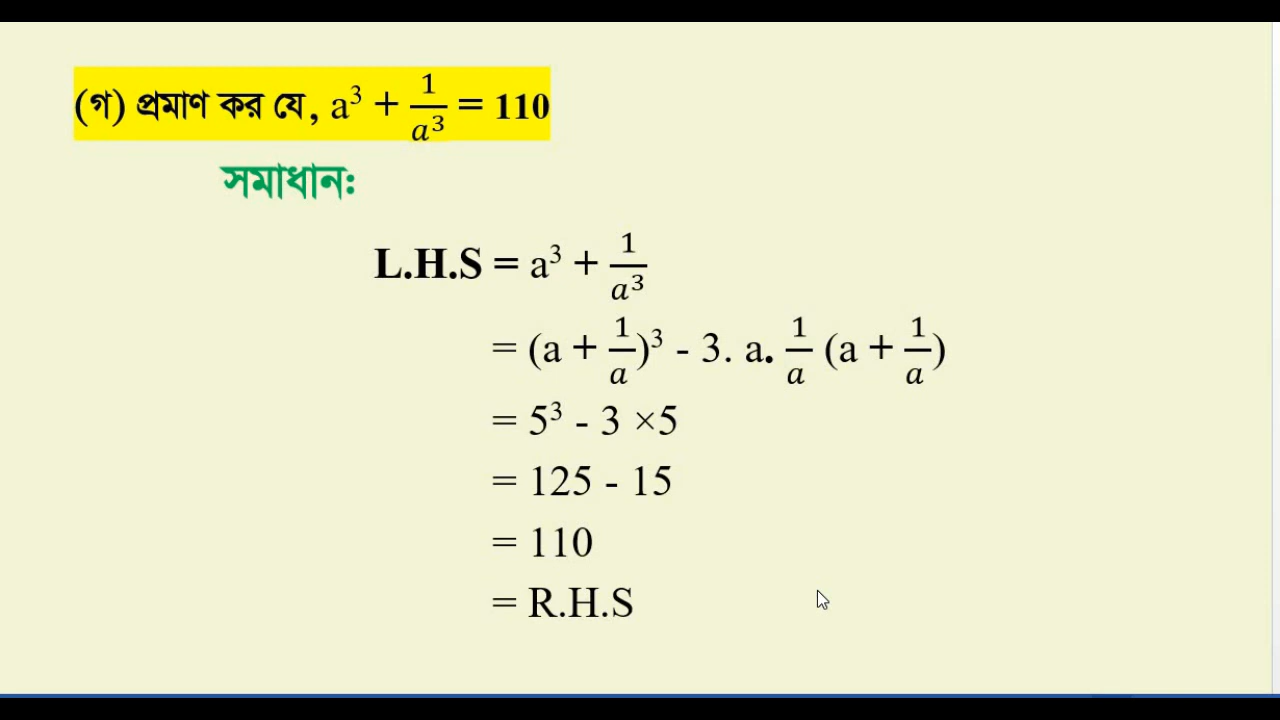 (গ) প্রমাণ কর যে, a³ + 1/a³ = 110
সমাধানঃ
L.H.S = a³ + 1/a³
= (a + 1/a)³ - 3. a. 1/a (a + 1/a)
= 5³ - 3 ×5
= 125 - 15
= 110
= R.H.S